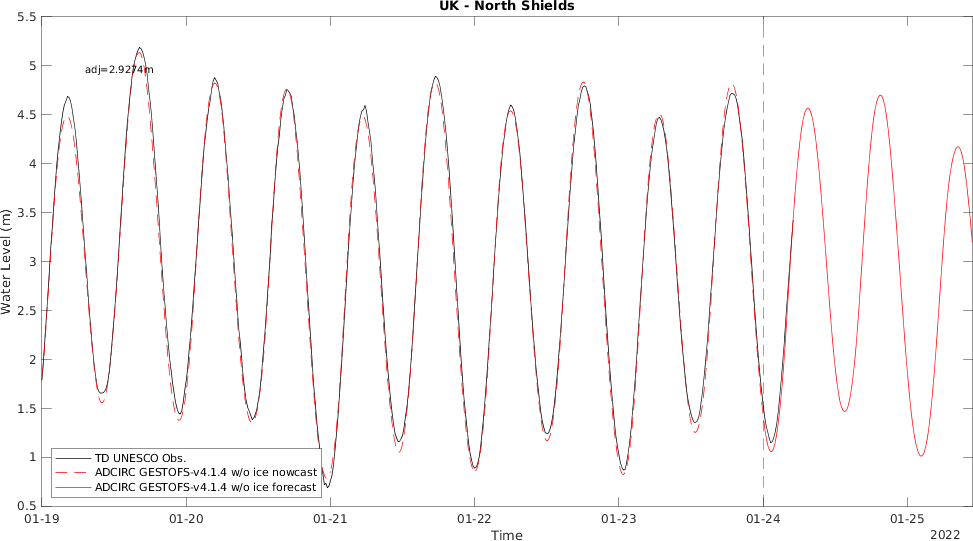 UK - North Shields
5.5
5
4.5
4
3.5
3
2.5
2
1.5
1
0.5
Water Level (m)
adj=2.9274m
TD UNESCO Obs.
ADCIRC GESTOFS-v4.1.4 w/o ice nowcast
ADCIRC GESTOFS-v4.1.4 w/o ice forecast
01-19 01-20 01-21 01-22 01-23 01-24 01-25
Time
2022